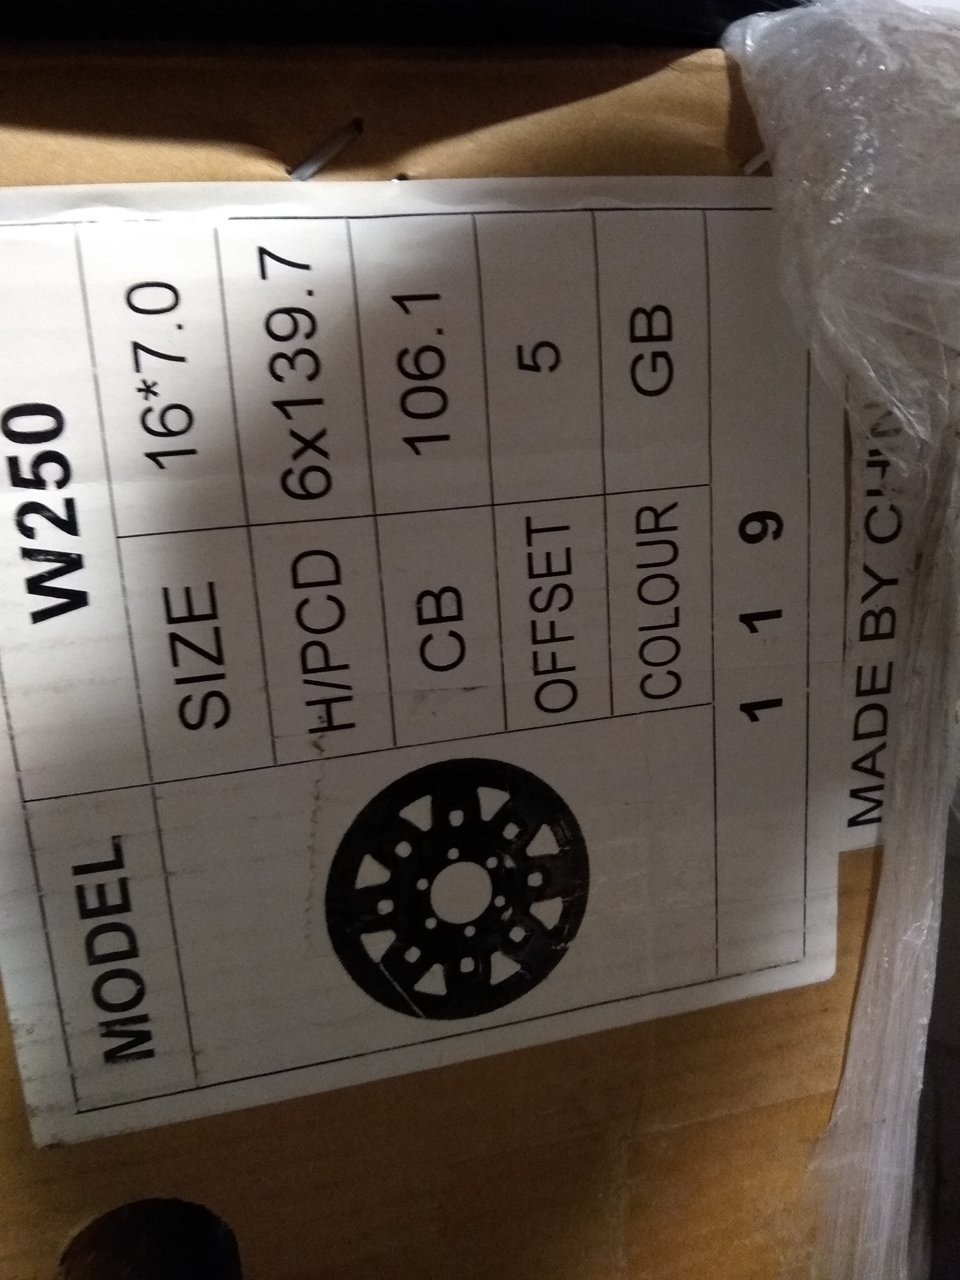 MODEL W250
SIZE 16*7.0
H/PCD 6x139.7
CB 106.1
OFFSET 5
COLOUR GB
1 1 9
MADE BY